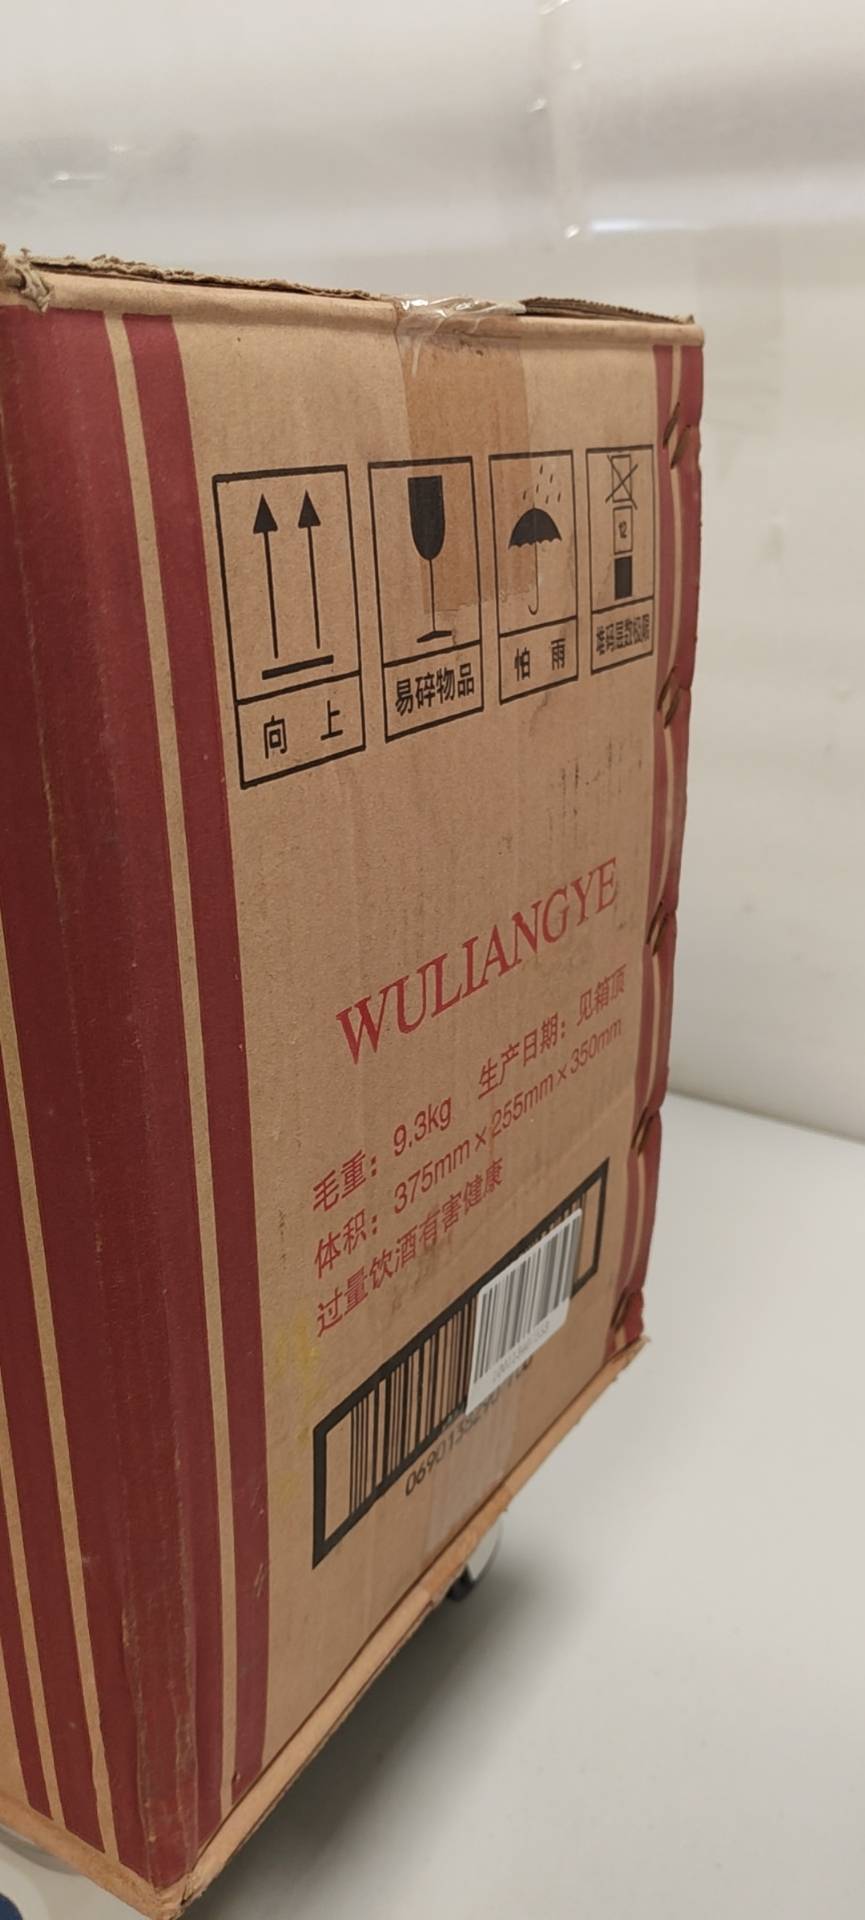 向 上
易碎物品
怕 雨
12
堆码层数极限
WULIANGYE
毛重：9.3kg 生产日期：见箱顶
体积：375mm×255mm×350mm
过量饮酒有害健康